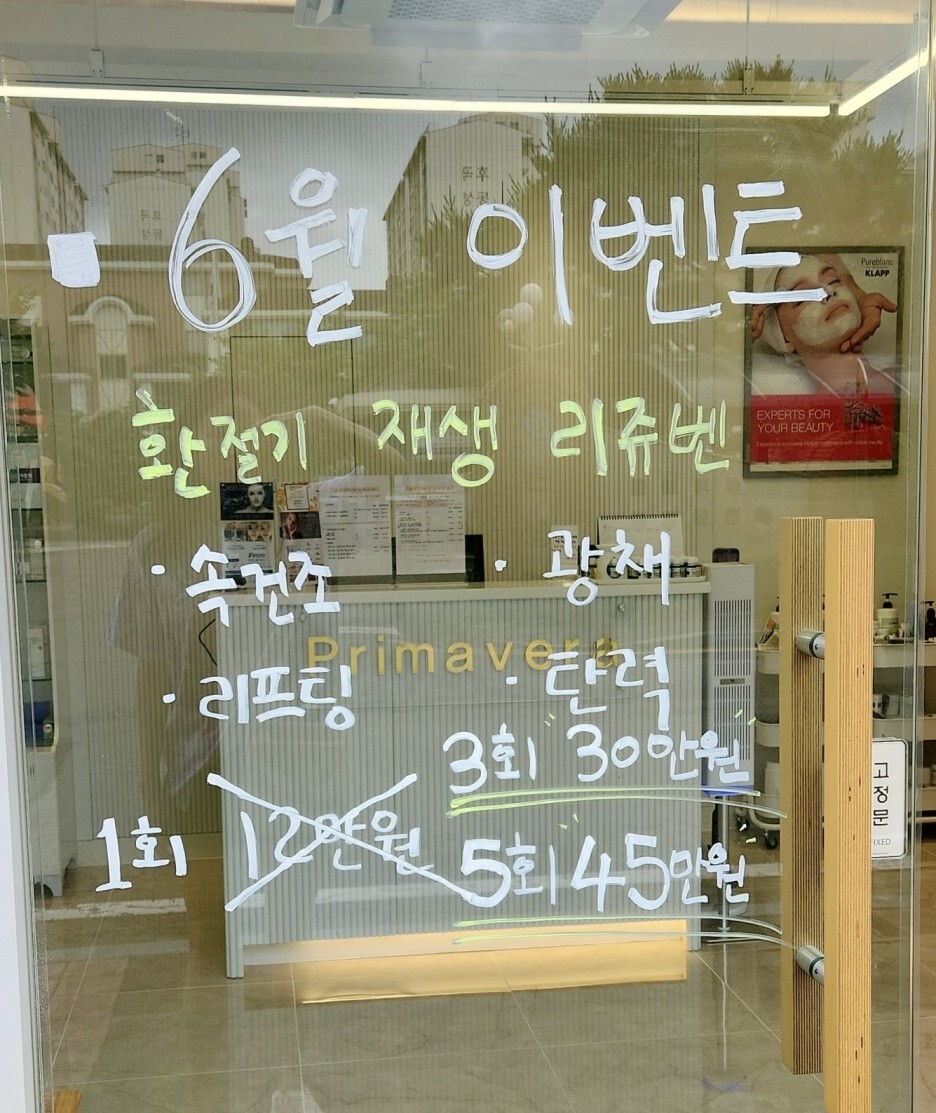 6월 이벤트
Pureblanc
KLAPP
EXPERTS FOR
YOUR BEAUTY
환절기 재생 리쥬벤
· 속건조 · 광채
Primavera
· 리프팅 · 탄력
3회 30만원
1회 12만원 5회 45만원
고정문
FIXED